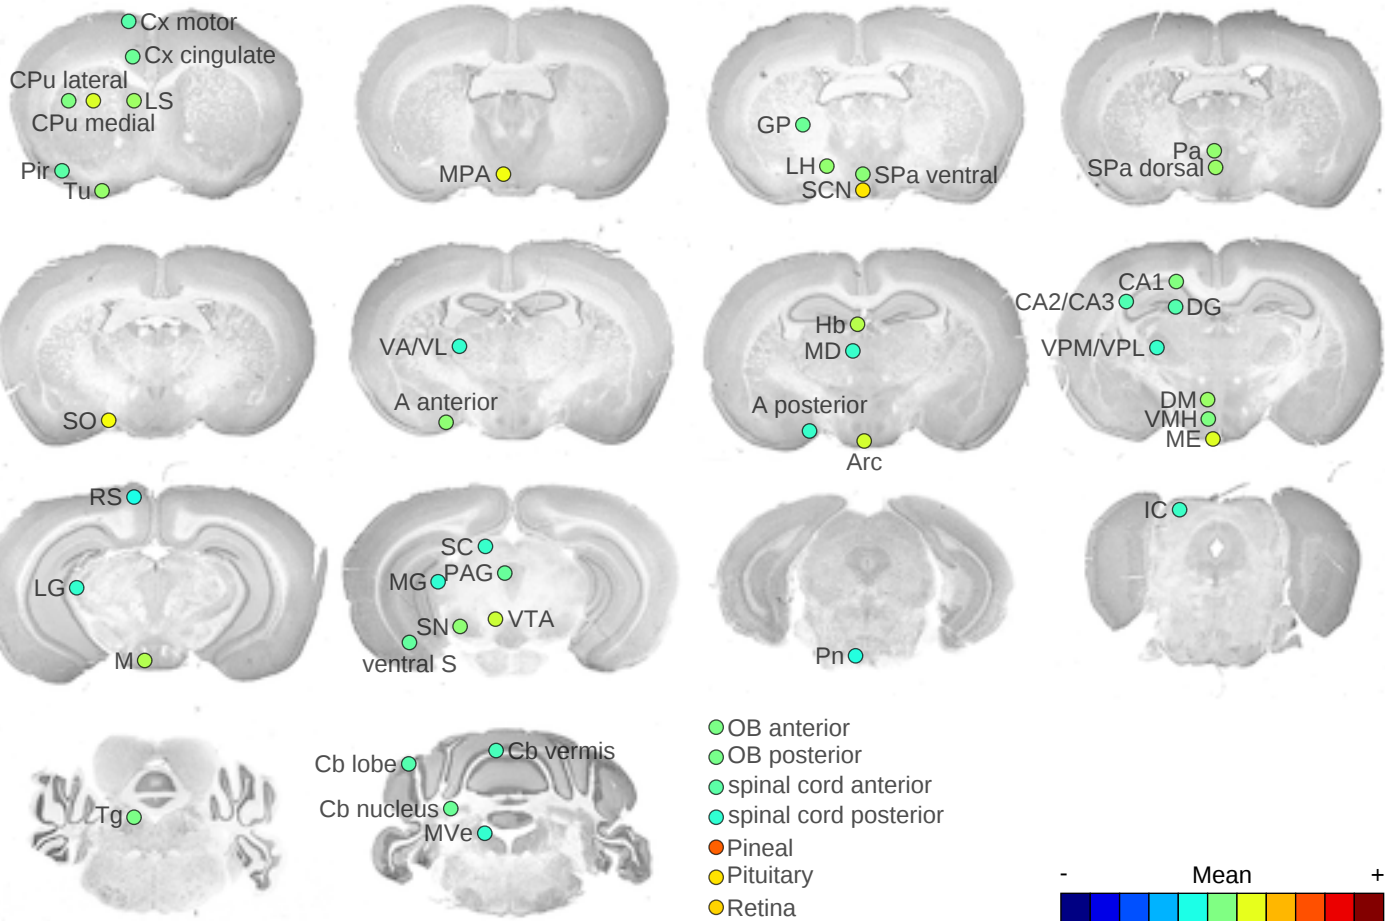 Cx motor
Cx cingulate
CPu lateral
LS
CPu medial
Pir
Tu
MPA
GP
LH
SPa ventral
SCN
Pa
SPa dorsal
SO
VA/VL
A anterior
Hb
MD
A posterior
Arc
CA1
CA2/CA3
DG
VPM/VPL
DM
VMH
ME
RS
LG
M
SC
MG
PAG
SN
VTA
ventral S
Pn
IC
Tg
Cb lobe
Cb vermis
Cb nucleus
MVe
OB anterior
OB posterior
spinal cord anterior
spinal cord posterior
Pineal
Pituitary
Retina
- Mean +